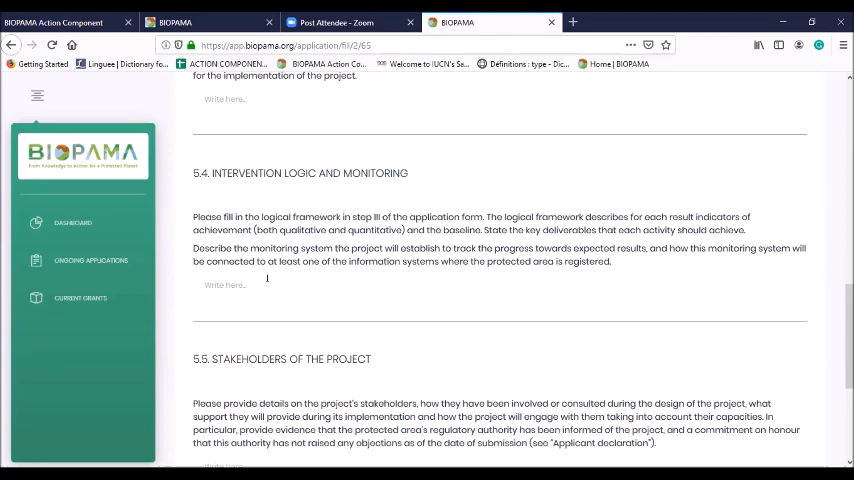 BIOPAMA Action Component
BIOPAMA
Post Attendee - Zoom
BIOPAMA
https://app.biopama.org/application/fill/2/65
Getting Started
Linguee | Dictionary fo...
ACTION COMPONEN...
BIOPAMA Action Co...
Welcome to IUCN's Sa...
Définitions : type - Dic...
Home | BIOPAMA
for the implementation of the project.
Write here...
BIOPAMA
From Knowledge to Action for a Protected Planet
DASHBOARD
ONGOING APPLICATIONS
CURRENT GRANTS
5.4. INTERVENTION LOGIC AND MONITORING
Please fill in the logical framework in step III of the application form. The logical framework describes for each result indicators of
achievement (both qualitative and quantitative) and the baseline. State the key deliverables that each activity should achieve.
Describe the monitoring system the project will establish to track the progress towards expected results, and how this monitoring system will
be connected to at least one of the information systems where the protected area is registered.
Write here...
5.5. STAKEHOLDERS OF THE PROJECT
Please provide details on the project's stakeholders, how they have been involved or consulted during the design of the project, what
support they will provide during its implementation and how the project will engage with them taking into account their capacities. In
particular, provide evidence that the protected area's regulatory authority has been informed of the project, and a commitment on honour
that this authority has not raised any objections as of the date of submission (see "Applicant declaration").